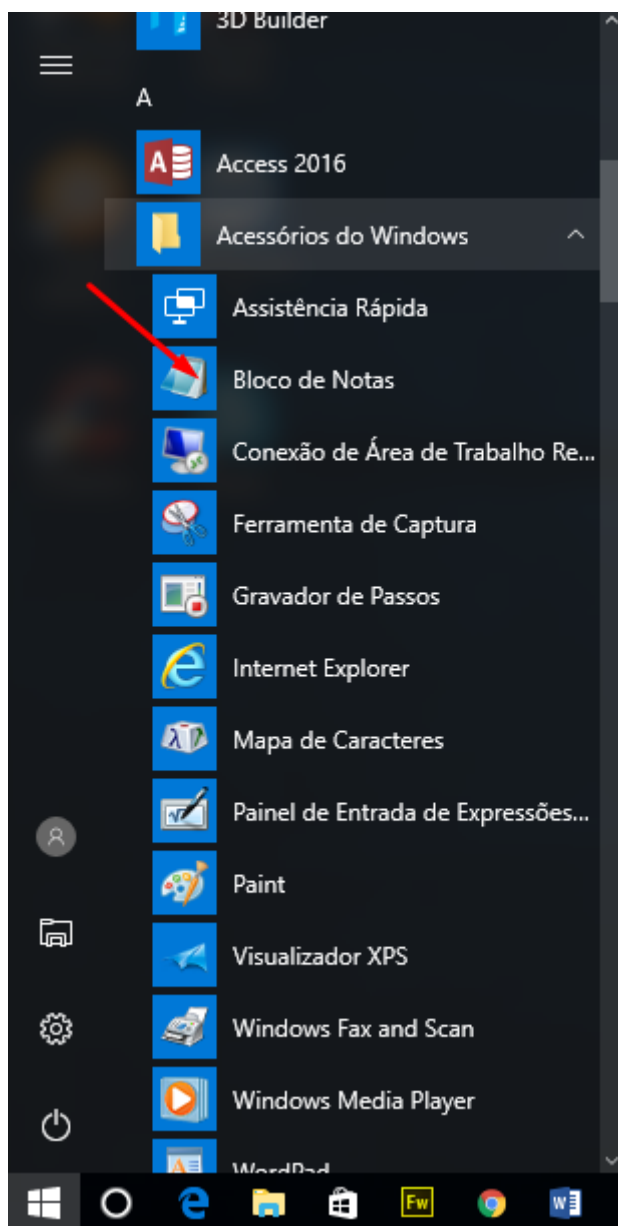 3D Builder
A
Access 2016
Acessórios do Windows
Assistência Rápida
Bloco de Notas
Conexão de Área de Trabalho Re...
Ferramenta de Captura
Gravador de Passos
Internet Explorer
Mapa de Caracteres
Painel de Entrada de Expressões...
Paint
Visualizador XPS
Windows Fax and Scan
Windows Media Player
WordPad
Fw